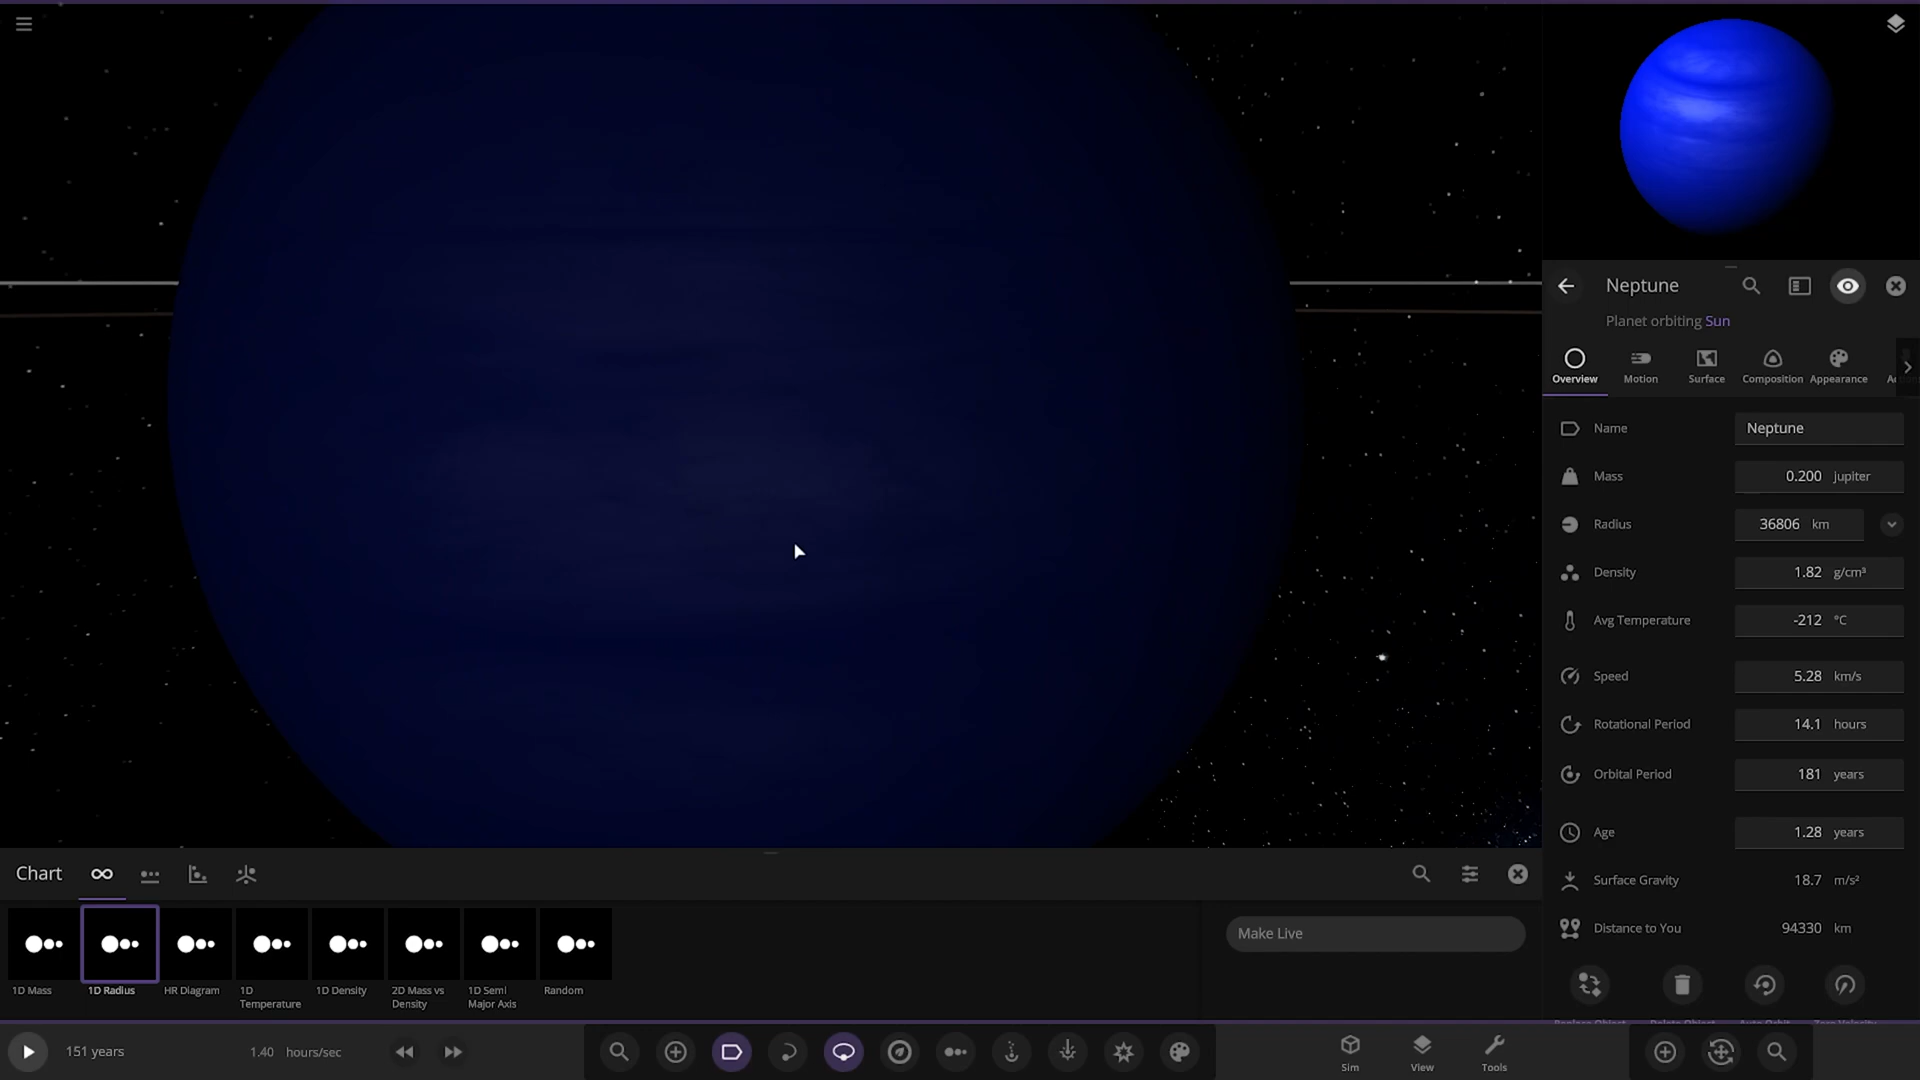 Neptune
Planet orbiting Sun
Overview
Motion
Surface
Composition
Appearance
Name Neptune
Mass 0.200 jupiter
Radius 36806 km
Density 1.82 g/cm³
Avg Temperature -212 °C
Speed 5.28 km/s
Rotational Period 14.1 hours
Orbital Period 181 years
Age 1.28 years
Surface Gravity 18.7 m/s²
Distance to You 94330 km
Chart
Make Live
1D Mass
1D Radius
HR Diagram
1D Temperature
1D Density
2D Mass vs Density
1D Semi Major Axis
Random
151 years
1.40 hours/sec
Sim
View
Tools